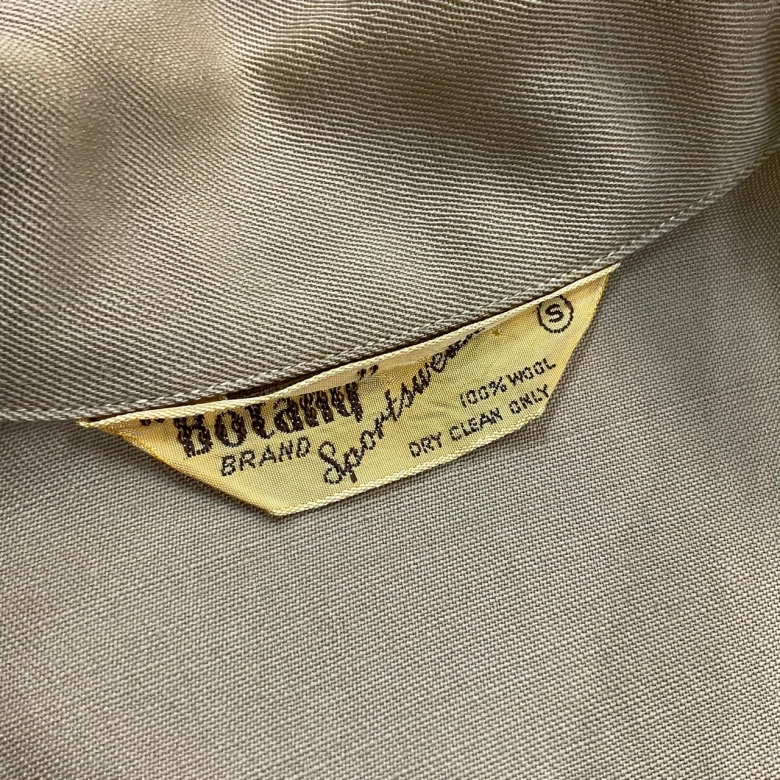 S
"Botany"
BRAND
Sportswear
100% WOOL
DRY CLEAN ONLY